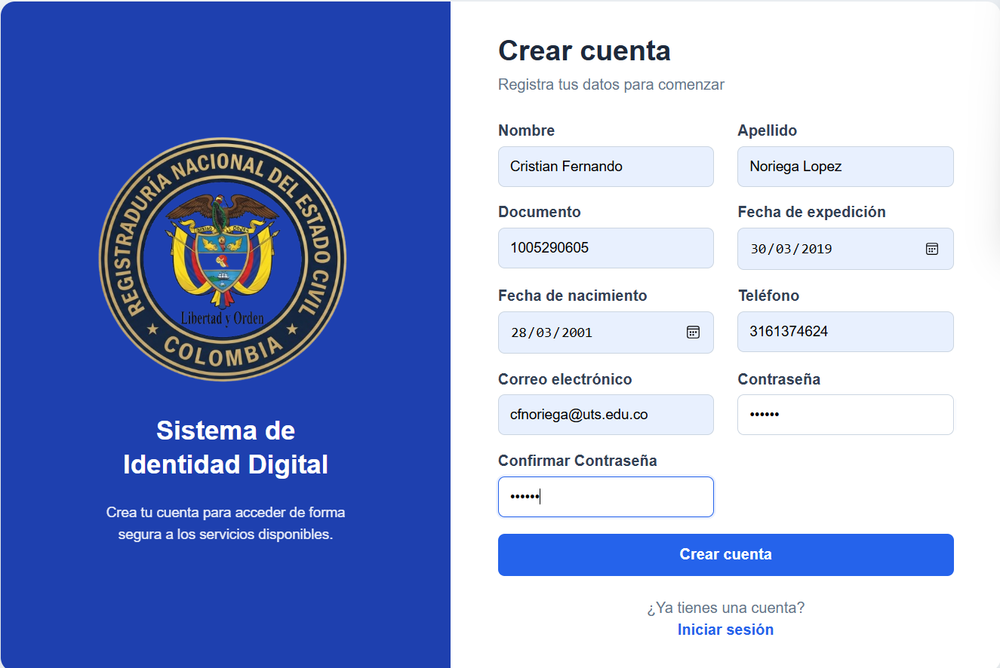 REGISTRADURÍA NACIONAL DEL ESTADO CIVIL
COLOMBIA
LIBERTAD Y ORDEN
Libertad y Orden
Sistema de
Identidad Digital
Crea tu cuenta para acceder de forma
segura a los servicios disponibles.
Crear cuenta
Registra tus datos para comenzar
Nombre
Apellido
Cristian Fernando
Noriega Lopez
Documento
Fecha de expedición
1005290605
30/03/2019
Fecha de nacimiento
Teléfono
28/03/2001
3161374624
Correo electrónico
Contraseña
cfnoriega@uts.edu.co
••••••
Confirmar Contraseña
••••••
Crear cuenta
¿Ya tienes una cuenta?
Iniciar sesión